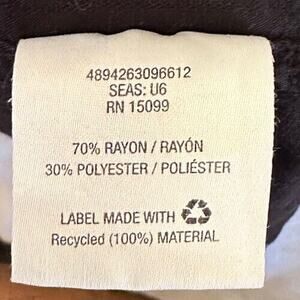 4894263096612
SEAS: U6
RN 15099
70% RAYON / RAYÓN
30% POLYESTER / POLIÉSTER
LABEL MADE WITH
Recycled (100%) MATERIAL